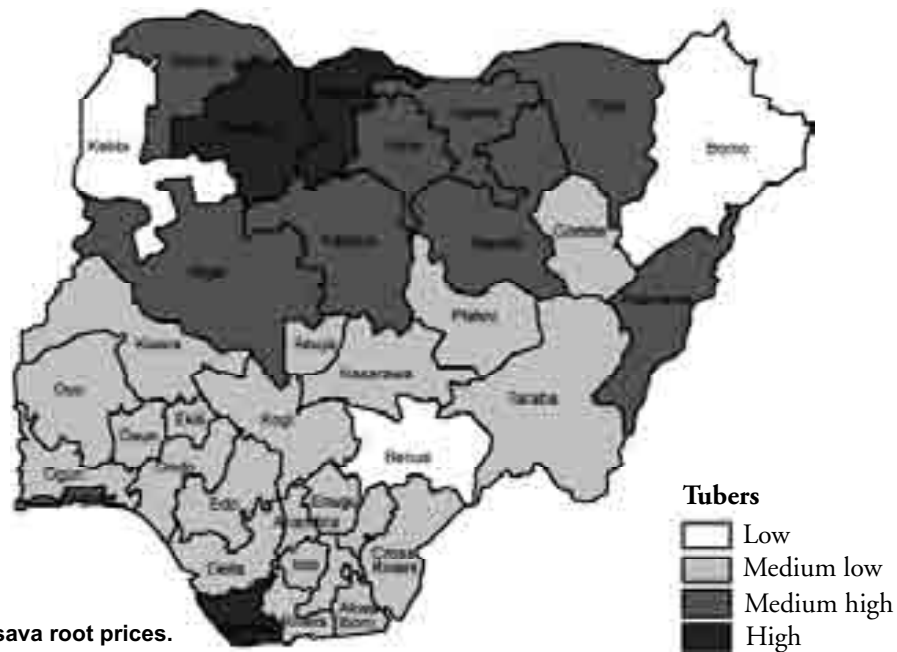 Kebbi
Borno
Niger
Gombe
Plateau
Abuja
Kwara
Nasarawa
Taraba
Oyo
Ekiti
Kogi
Osun
Benue
Ogun
Edo
Enugu
Anambra
Delta
Imo
Cross
Rivers
Akwa
Ibom
Rivers
Tubers
Low
Medium low
Medium high
High
sava root prices.